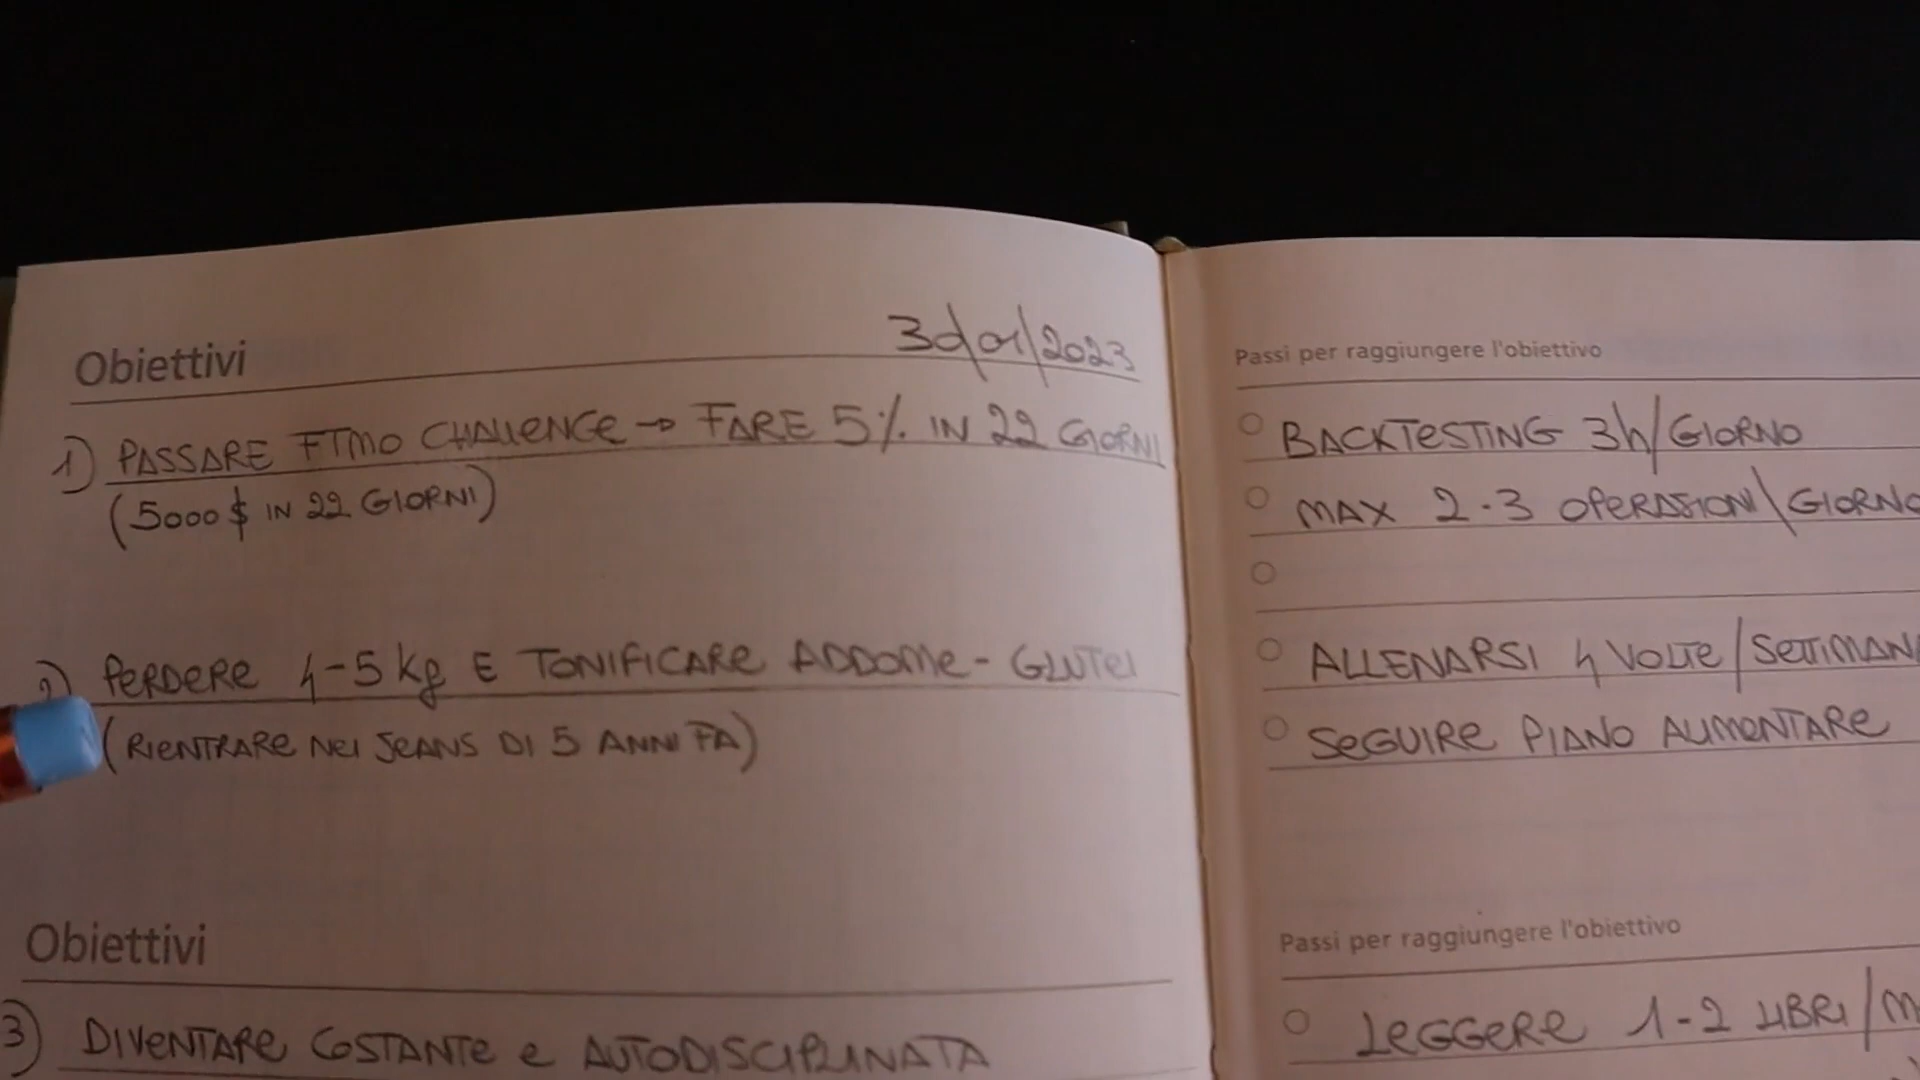 Obiettivi
30/01/2023
1) PASSARE FTMO CHALLENGE → FARE 5% IN 22 GIORNI
(5000$ IN 22 GIORNI)
2) PERDERE 4-5 kg E TONIFICARE ADDOME - GLUTEI
(RIENTRARE NEI JEANS DI 5 ANNI FA)
Obiettivi
3) DIVENTARE COSTANTE e AUTODISCIPLINATA
Passi per raggiungere l'obiettivo
BACKTESTING 3h/GIORNO
MAX 2-3 OPERAZIONI/GIORNO
ALLENARSI 4 VOLTE/SETTIMAN
SEGUIRE PIANO ALIMENTARE
Passi per raggiungere l'obiettivo
LEGGERE 1-2 LIBRI/M